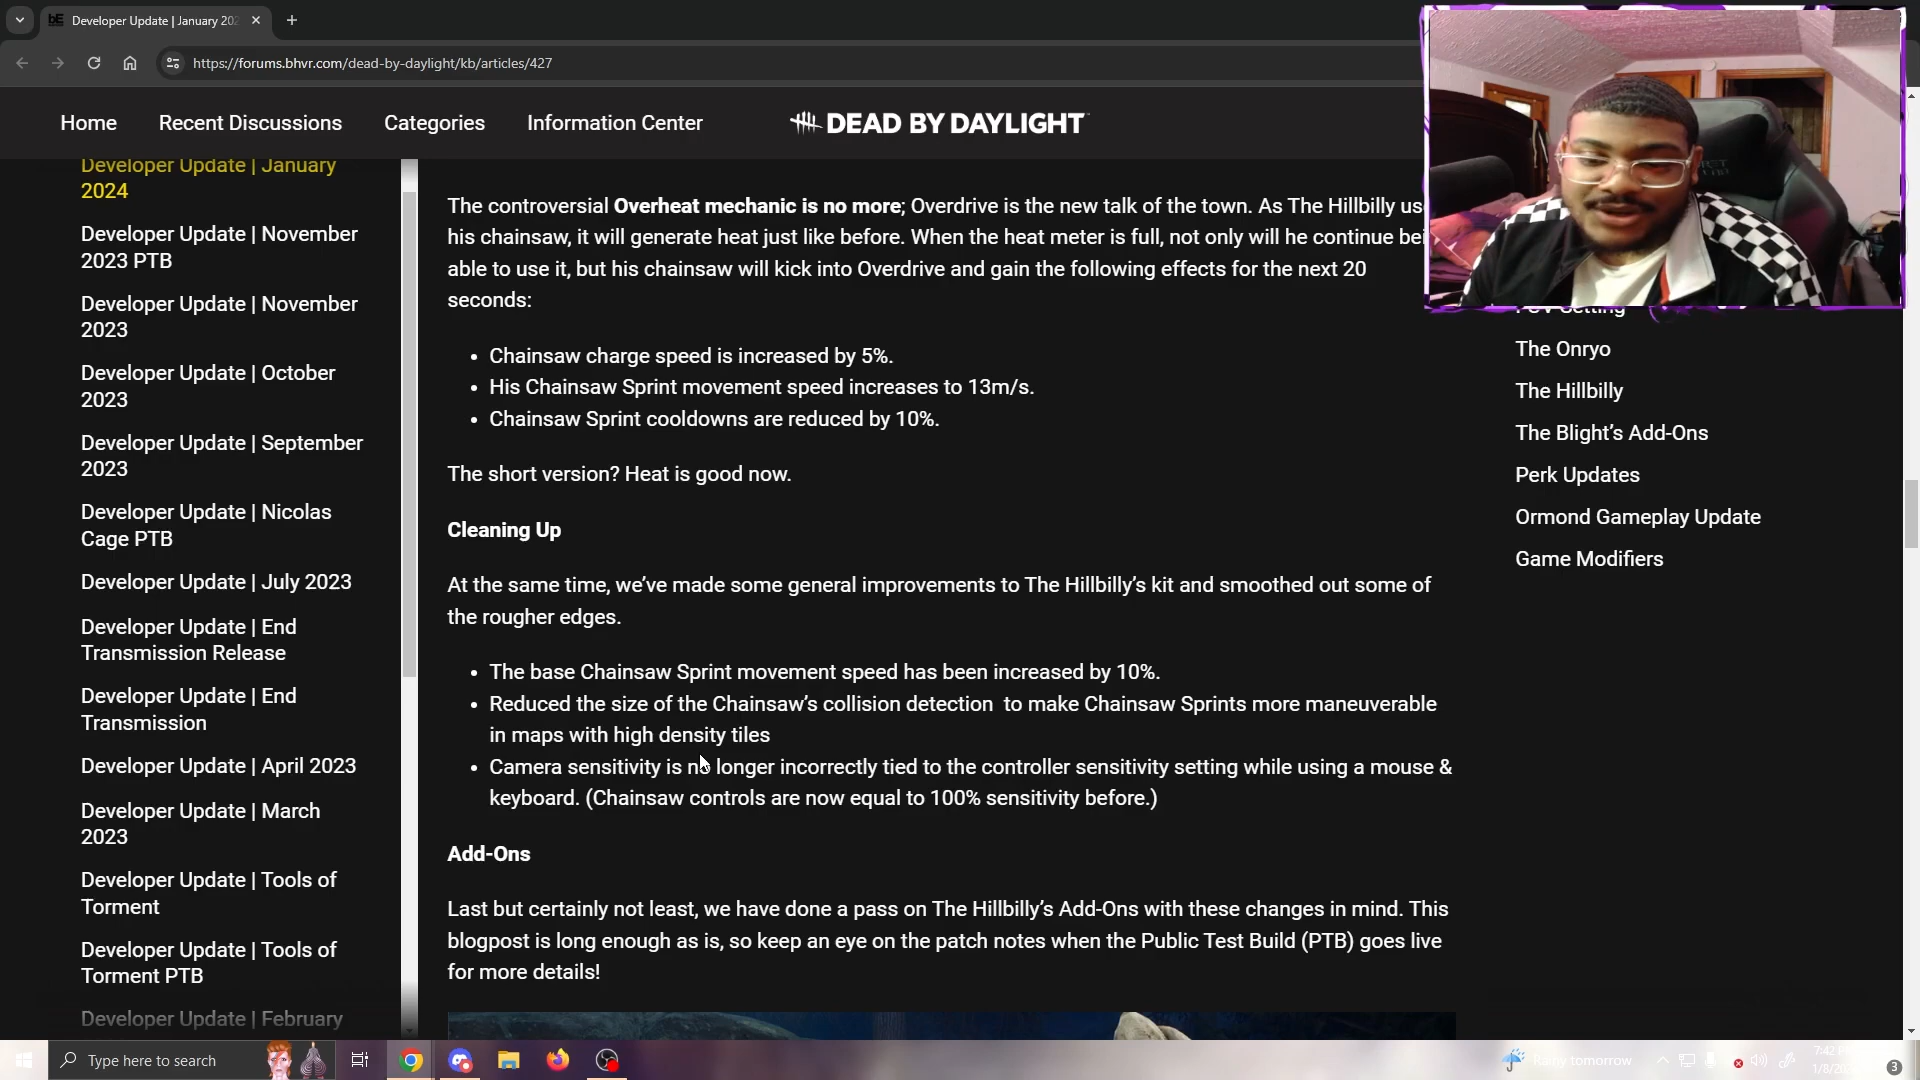 Developer Update | January 202
https://forums.bhvr.com/dead-by-daylight/kb/articles/427
Home
Recent Discussions
Categories
Information Center
DEAD BY DAYLIGHT
Developer Update | January
2024
Developer Update | November
2023 PTB
Developer Update | November
2023
Developer Update | October
2023
Developer Update | September
2023
Developer Update | Nicolas
Cage PTB
Developer Update | July 2023
Developer Update | End
Transmission Release
Developer Update | End
Transmission
Developer Update | April 2023
Developer Update | March
2023
Developer Update | Tools of
Torment
Developer Update | Tools of
Torment PTB
Developer Update | February
The controversial Overheat mechanic is no more; Overdrive is the new talk of the town. As The Hillbilly us
his chainsaw, it will generate heat just like before. When the heat meter is full, not only will he continue bei
able to use it, but his chainsaw will kick into Overdrive and gain the following effects for the next 20
seconds:
• Chainsaw charge speed is increased by 5%.
• His Chainsaw Sprint movement speed increases to 13m/s.
• Chainsaw Sprint cooldowns are reduced by 10%.
The short version? Heat is good now.
Cleaning Up
At the same time, we've made some general improvements to The Hillbilly's kit and smoothed out some of
the rougher edges.
• The base Chainsaw Sprint movement speed has been increased by 10%.
• Reduced the size of the Chainsaw's collision detection to make Chainsaw Sprints more maneuverable
in maps with high density tiles
• Camera sensitivity is no longer incorrectly tied to the controller sensitivity setting while using a mouse &
keyboard. (Chainsaw controls are now equal to 100% sensitivity before.)
Add-Ons
Last but certainly not least, we have done a pass on The Hillbilly's Add-Ons with these changes in mind. This
blogpost is long enough as is, so keep an eye on the patch notes when the Public Test Build (PTB) goes live
for more details!
Setting
The Onryo
The Hillbilly
The Blight's Add-Ons
Perk Updates
Ormond Gameplay Update
Game Modifiers
Type here to search
Rainy tomorrow
3